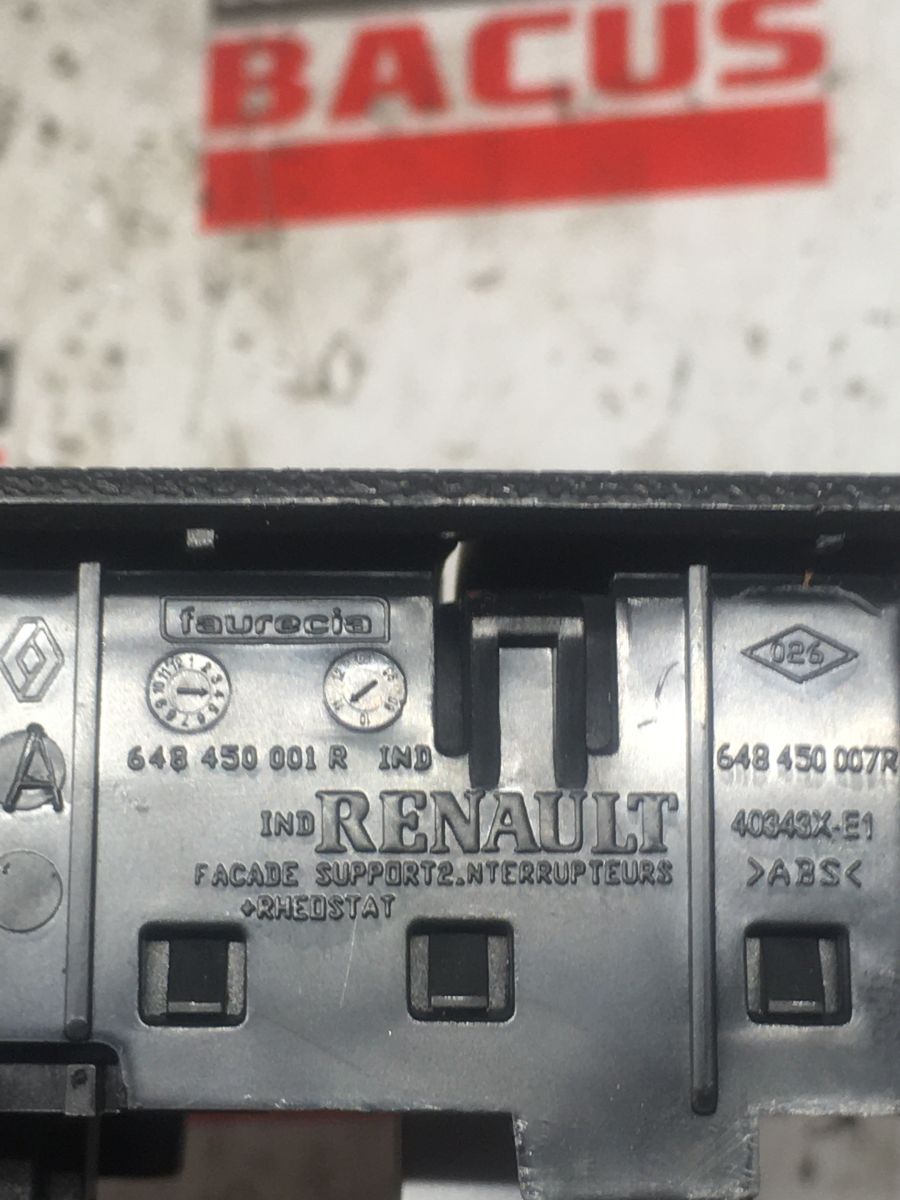 BACUS
faurecia
026
A
648 450 001 R IND
648 450 007R
IND RENAULT
40343X-E1
FACADE SUPPORT2.NTERRUPTEURS
>ABS<
+RHEOSTAT